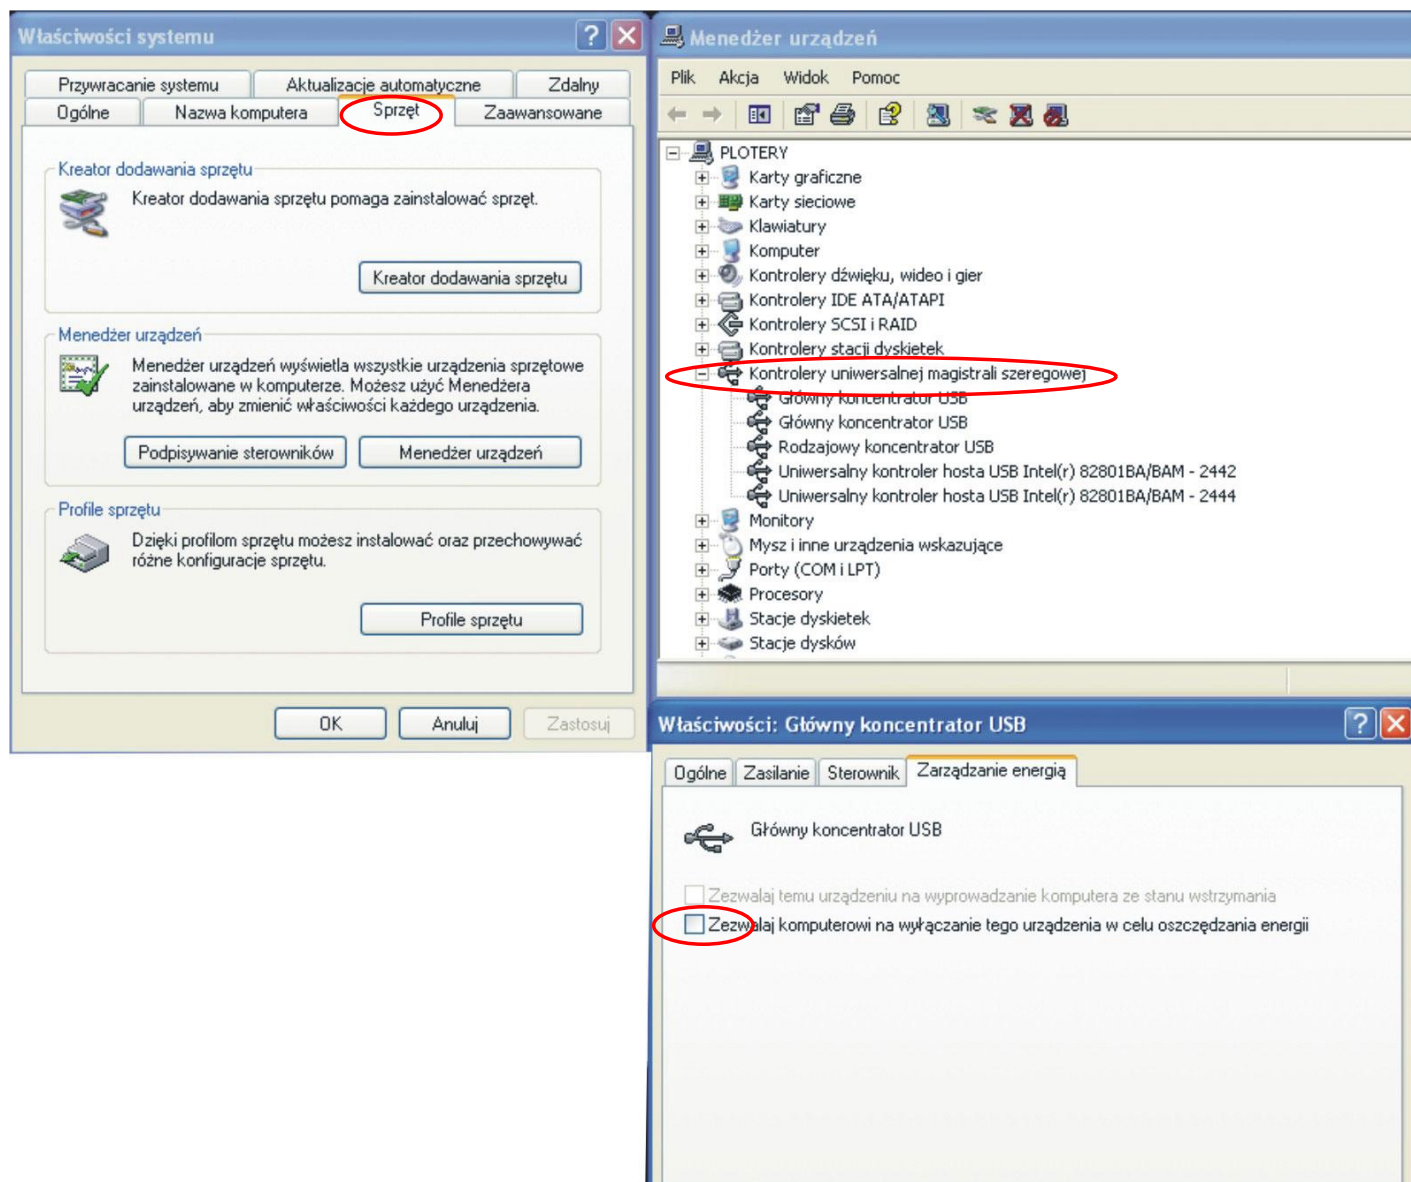 Właściwości systemu
Przywracanie systemu Aktualizacje automatyczne Zdalny
Ogólne Nazwa komputera Sprzęt Zaawansowane
Kreator dodawania sprzętu
Kreator dodawania sprzętu pomaga zainstalować sprzęt.
Kreator dodawania sprzętu
Menedżer urządzeń
Menedżer urządzeń wyświetla wszystkie urządzenia sprzętowe
zainstalowane w komputerze. Możesz użyć Menedżera
urządzeń, aby zmienić właściwości każdego urządzenia.
Podpisywanie sterowników Menedżer urządzeń
Profile sprzętu
Dzięki profilom sprzętu możesz instalować oraz przechowywać
różne konfiguracje sprzętu.
Profile sprzętu
OK Anuluj Zastosuj
Menedżer urządzeń
Plik Akcja Widok Pomoc
PLOTERY
Karty graficzne
Karty sieciowe
Klawiatury
Komputer
Kontrolery dźwięku, wideo i gier
Kontrolery IDE ATA/ATAPI
Kontrolery SCSI i RAID
Kontrolery stacji dyskietek
Kontrolery uniwersalnej magistrali szeregowej
Główny koncentrator USB
Główny koncentrator USB
Rodzajowy koncentrator USB
Uniwersalny kontroler hosta USB Intel(r) 82801BA/BAM - 2442
Uniwersalny kontroler hosta USB Intel(r) 82801BA/BAM - 2444
Monitory
Mysz i inne urządzenia wskazujące
Porty (COM i LPT)
Procesory
Stacje dyskietek
Stacje dysków
Właściwości: Główny koncentrator USB
Ogólne Zasilanie Sterownik Zarządzanie energią
Główny koncentrator USB
Zezwalaj temu urządzeniu na wyprowadzanie komputera ze stanu wstrzymania
Zezwalaj komputerowi na wyłączanie tego urządzenia w celu oszczędzania energii